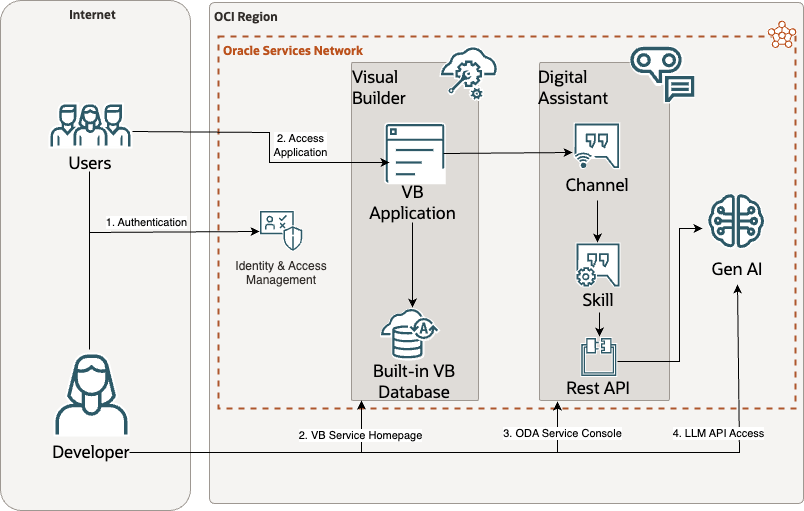 Internet
OCI Region
Oracle Services Network
Visual
Builder
Digital
Assistant
Users
2. Access
Application
VB
Application
Channel
1. Authentication
Identity & Access
Management
Gen AI
Skill
A
Built-in VB
Database
Rest API
Developer
2. VB Service Homepage
3. ODA Service Console
4. LLM API Access